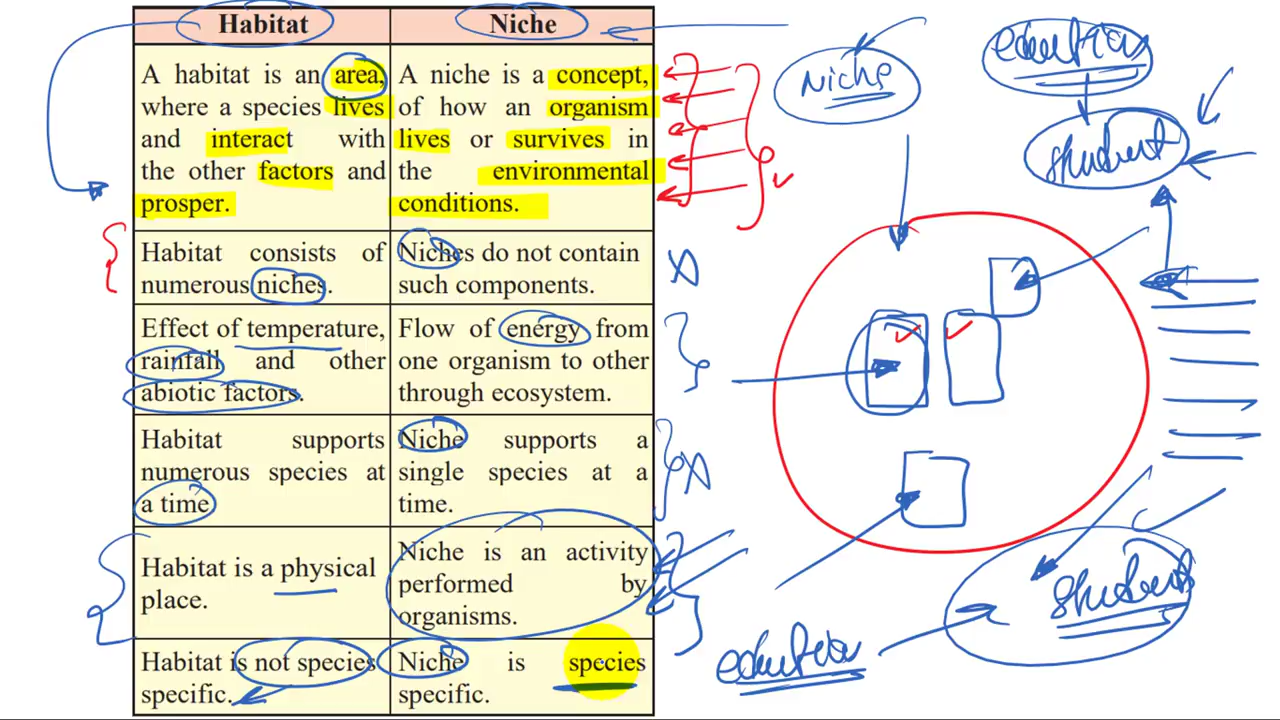 Habitat
Niche
A habitat is an area,
where a species lives
and interact with
the other factors and
prosper.
A niche is a concept,
of how an organism
lives or survives in
the environmental
conditions.
Habitat consists of
numerous niches.
Niches do not contain
such components.
Effect of temperature,
rainfall and other
abiotic factors.
Flow of energy from
one organism to other
through ecosystem.
Habitat supports
numerous species at
a time
Niche supports a
single species at a
time.
Habitat is a physical
place.
Niche is an activity
performed by
organisms.
Habitat is not species
specific.
Niche is species
specific.
Niche
student
student